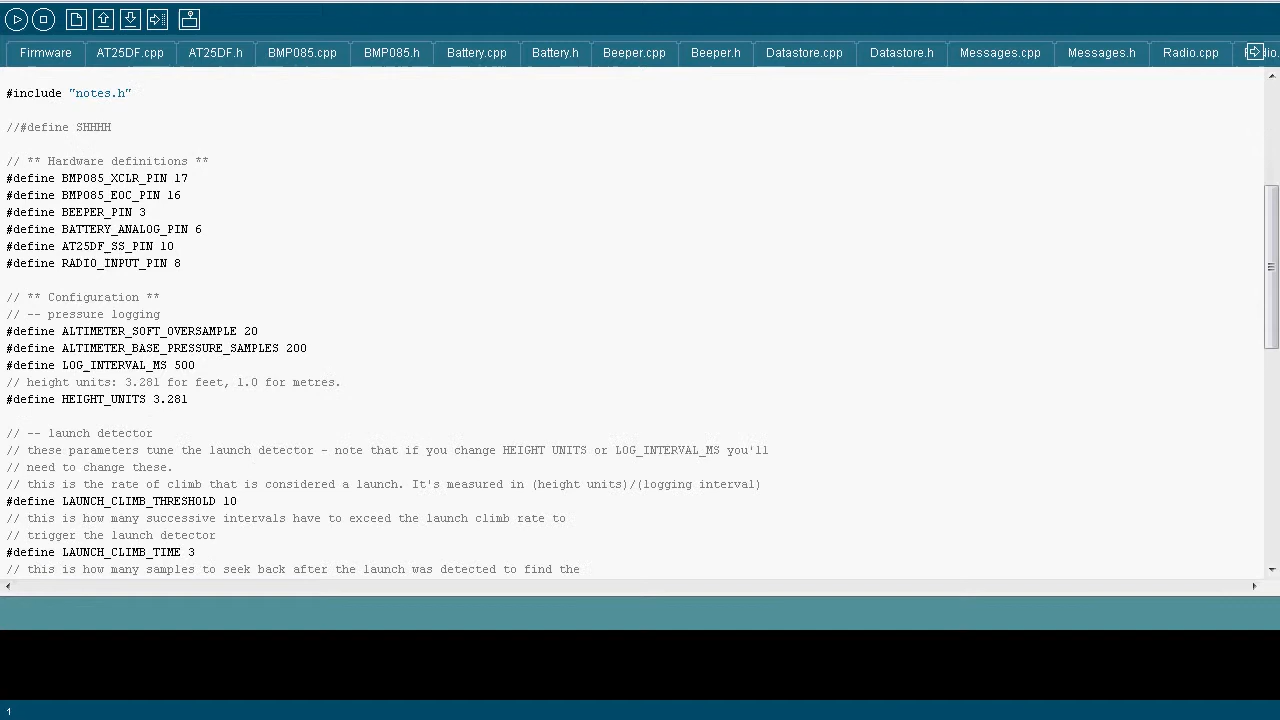 Firmware AT25DF.cpp AT25DF.h BMP085.cpp BMP085.h Battery.cpp Battery.h Beeper.cpp Beeper.h Datastore.cpp Datastore.h Messages.cpp Messages.h Radio.cpp
#include "notes.h"
//#define SHHHH
// ** Hardware definitions **
#define BMP085_XCLR_PIN 17
#define BMP085_EOC_PIN 16
#define BEEPER_PIN 3
#define BATTERY_ANALOG_PIN 6
#define AT25DF_SS_PIN 10
#define RADIO_INPUT_PIN 8
// ** Configuration **
// -- pressure logging
#define ALTIMETER_SOFT_OVERSAMPLE 20
#define ALTIMETER_BASE_PRESSURE_SAMPLES 200
#define LOG_INTERVAL_MS 500
// height units: 3.281 for feet, 1.0 for metres.
#define HEIGHT_UNITS 3.281
// -- launch detector
// these parameters tune the launch detector - note that if you change HEIGHT UNITS or LOG_INTERVAL_MS you'll
// need to change these.
// this is the rate of climb that is considered a launch. It's measured in (height units)/(logging interval)
#define LAUNCH_CLIMB_THRESHOLD 10
// this is how many successive intervals have to exceed the launch climb rate to
// trigger the launch detector
#define LAUNCH_CLIMB_TIME 3
// this is how many samples to seek back after the launch was detected to find the
1